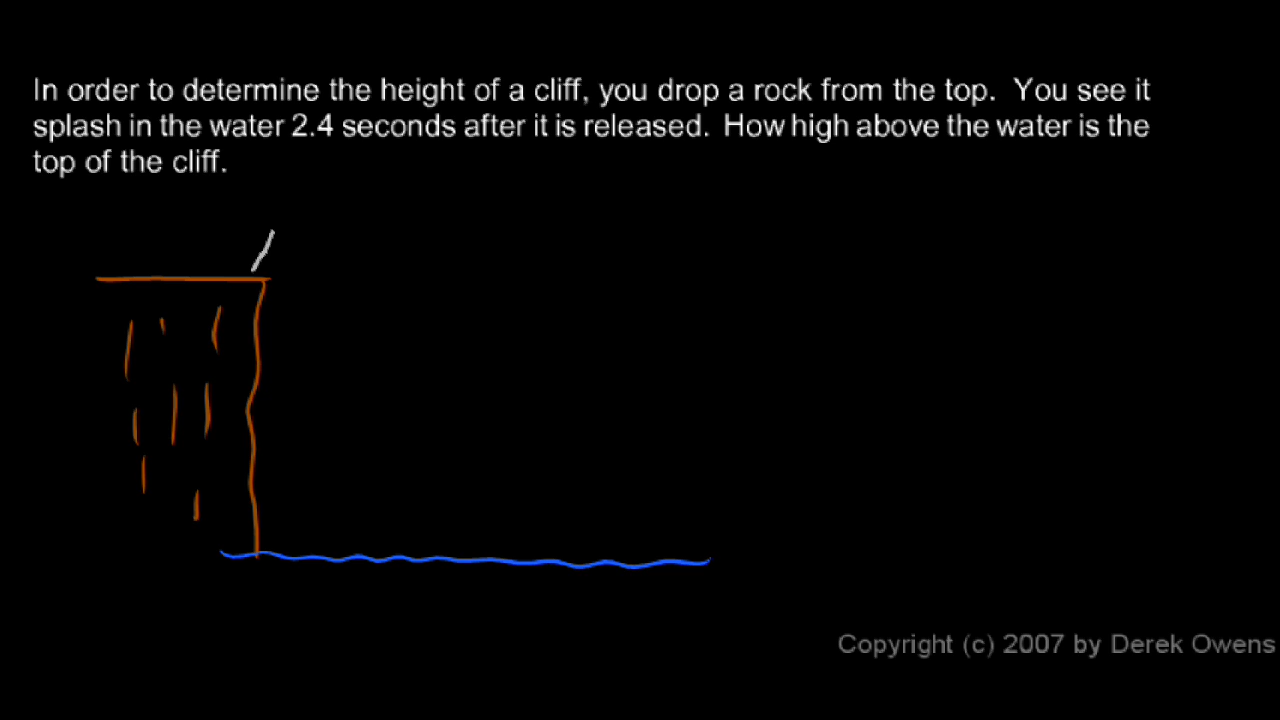 In order to determine the height of a cliff, you drop a rock from the top.  You see it
splash in the water 2.4 seconds after it is released.  How high above the water is the
top of the cliff.
Copyright (c) 2007 by Derek Owens